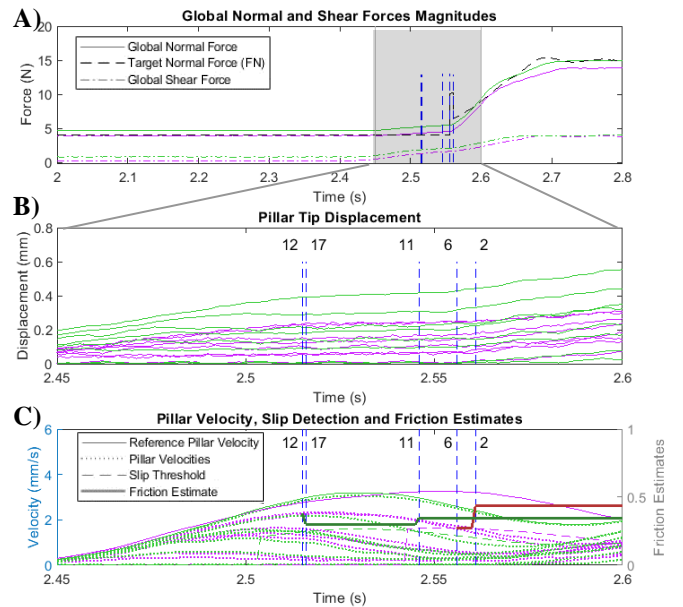 A)
Global Normal and Shear Forces Magnitudes
20
15
10
5
0
Force (N)
Global Normal Force
Target Normal Force (FN)
Global Shear Force
2 2.1 2.2 2.3 2.4 2.5 2.6 2.7 2.8
Time (s)
B)
Pillar Tip Displacement
0.8
0.6
0.4
0.2
0
Displacement (mm)
12 17 11 6 2
2.45 2.5 2.55 2.6
Time (s)
C)
Pillar Velocity, Slip Detection and Friction Estimates
6
4
2
0
Velocity (mm/s)
Reference Pillar Velocity
Pillar Velocities
Slip Threshold
Friction Estimate
12 17 11 6 2
1
0.5
0
Friction Estimates
2.45 2.5 2.55 2.6
Time (s)